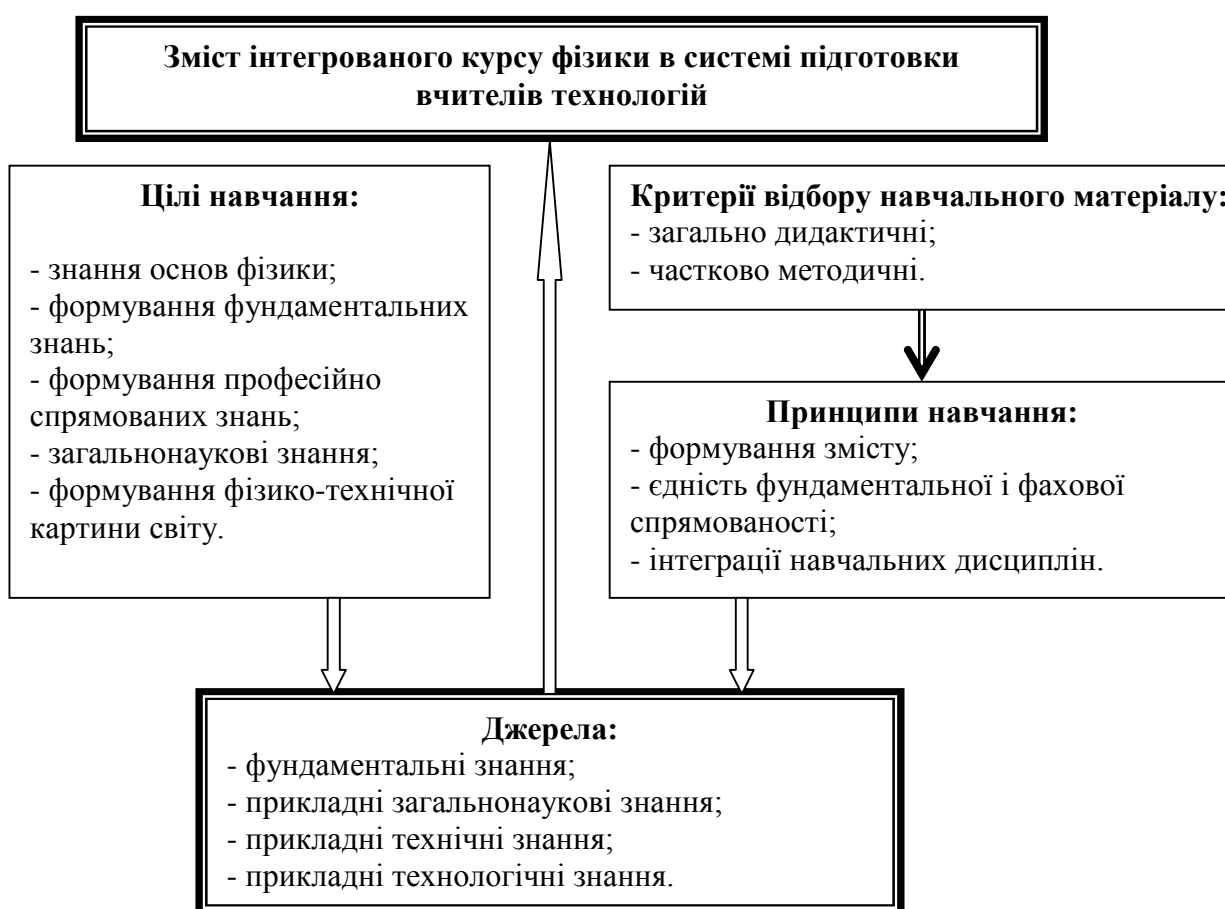 Зміст інтегрованого курсу фізики в системі підготовки
вчителів технологій
Цілі навчання:
- знання основ фізики;
- формування фундаментальних
знань;
- формування професійно
спрямованих знань;
- загальнонаукові знання;
- формування фізико-технічної
картини світу.
Критерії відбору навчального матеріалу:
- загально дидактичні;
- частково методичні.
Принципи навчання:
- формування змісту;
- єдність фундаментальної і фахової
спрямованості;
- інтеграції навчальних дисциплін.
Джерела:
- фундаментальні знання;
- прикладні загальнонаукові знання;
- прикладні технічні знання;
- прикладні технологічні знання.